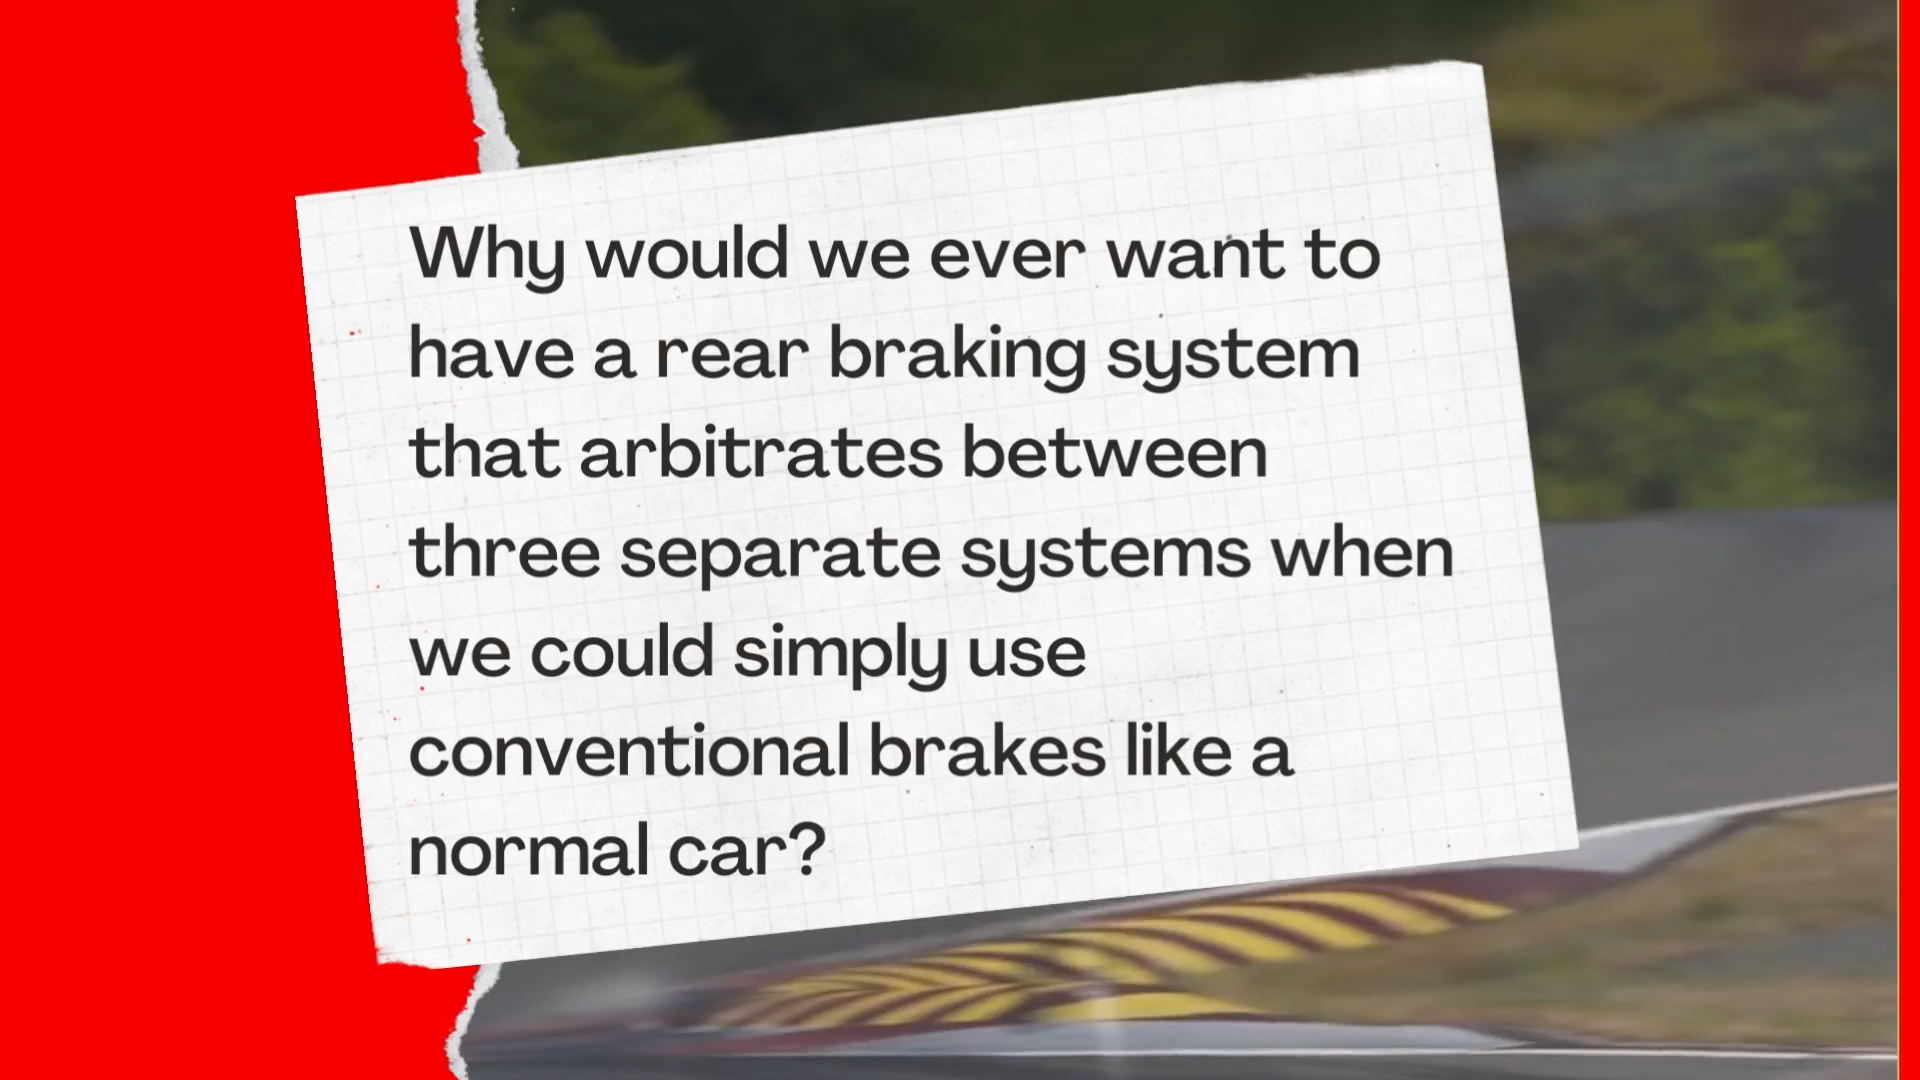 Why would we ever want to
have a rear braking system
that arbitrates between
three separate systems when
we could simply use
conventional brakes like a
normal car?